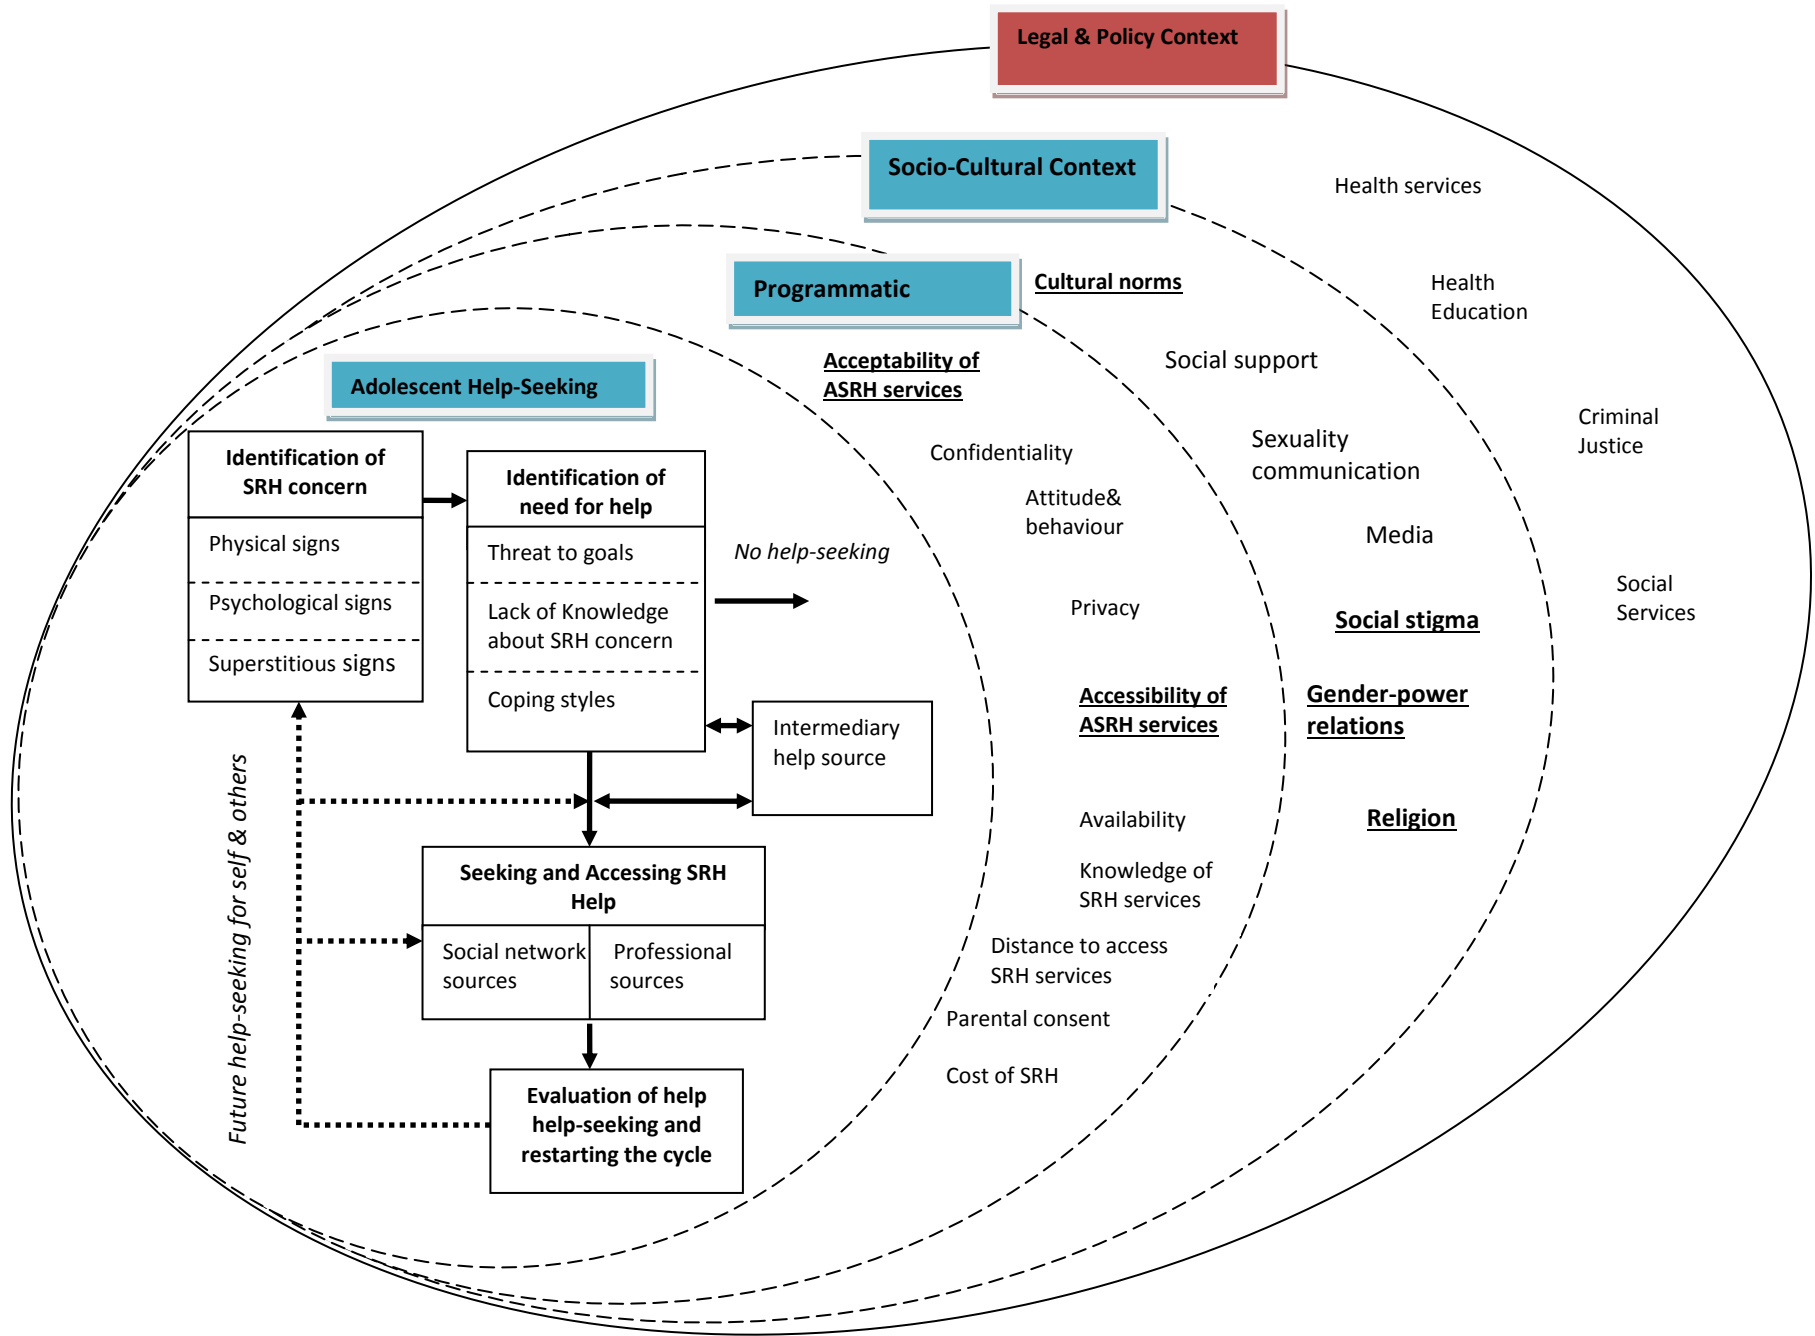 Legal & Policy Context
Socio-Cultural Context
Health services
Programmatic
Cultural norms
Health
Education
Acceptability of
ASRH services
Social support
Adolescent Help-Seeking
Criminal
Justice
Confidentiality
Sexuality
communication
Attitude&
behaviour
Media
Privacy
Social
Services
Social stigma
Accessibility of
ASRH services
Gender-power
relations
Availability
Religion
Knowledge of
SRH services
Distance to access
SRH services
Parental consent
Cost of SRH
Identification of
SRH concern
Physical signs
Psychological signs
Superstitious signs
Identification of
need for help
Threat to goals
Lack of Knowledge
about SRH concern
Coping styles
No help-seeking
Intermediary
help source
Seeking and Accessing SRH
Help
Social network
sources
Professional
sources
Evaluation of help
help-seeking and
restarting the cycle
Future help-seeking for self & others